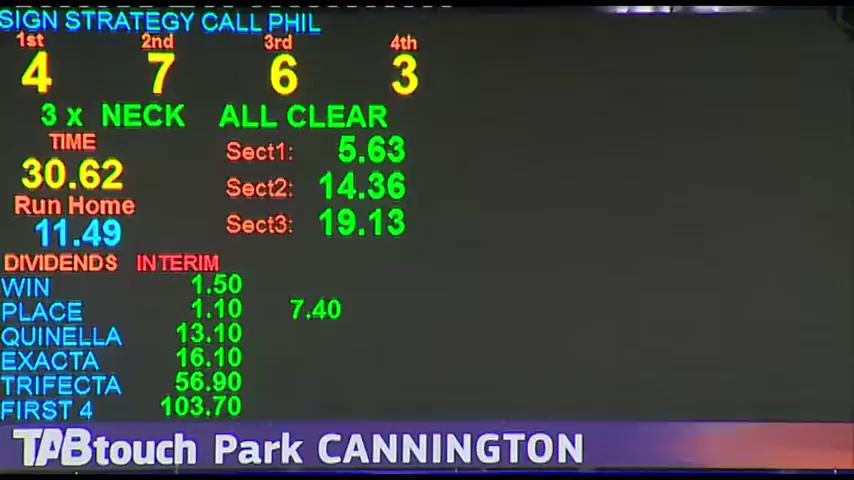 SIGN STRATEGY CALL PHIL
1st 2nd 3rd 4th
4 7 6 3
3 x NECK ALL CLEAR
TIME Sect1: 5.63
30.62 Sect2: 14.36
Run Home Sect3: 19.13
11.49
DIVIDENDS INTERIM
WIN 1.50
PLACE 1.10 7.40
QUINELLA 13.10
EXACTA 16.10
TRIFECTA 56.90
FIRST 4 103.70
TABtouch Park CANNINGTON